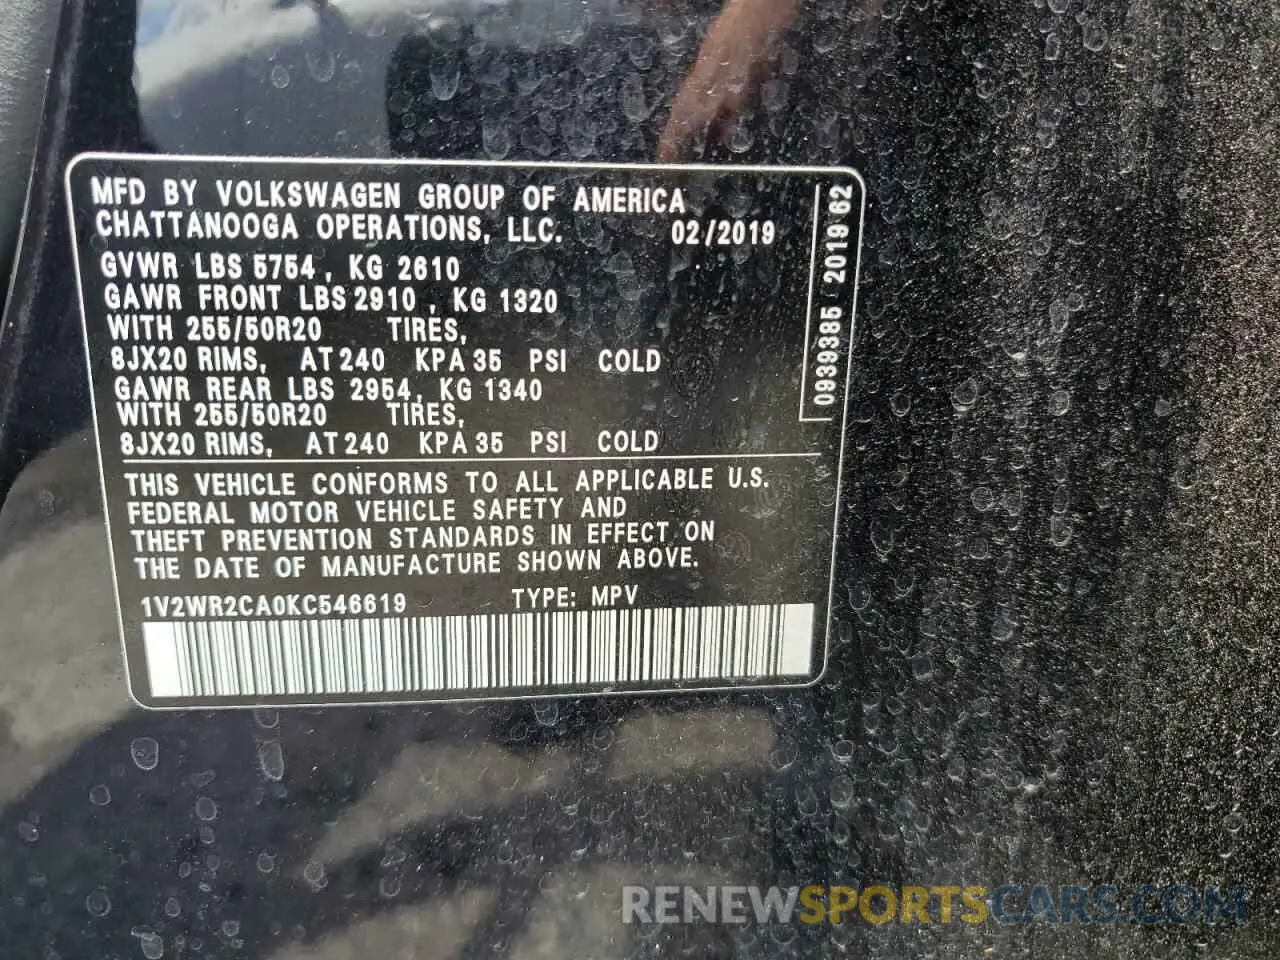 MFD BY VOLKSWAGEN GROUP OF AMERICA
CHATTANOOGA OPERATIONS, LLC. 02/2019
GVWR LBS 5754 , KG 2610
GAWR FRONT LBS 2910 , KG 1320
WITH 255/50R20 TIRES,
8JX20 RIMS, AT 240 KPA 35 PSI COLD
GAWR REAR LBS 2954 , KG 1340
WITH 255/50R20 TIRES,
8JX20 RIMS, AT 240 KPA 35 PSI COLD
THIS VEHICLE CONFORMS TO ALL APPLICABLE U.S.
FEDERAL MOTOR VEHICLE SAFETY AND
THEFT PREVENTION STANDARDS IN EFFECT ON
THE DATE OF MANUFACTURE SHOWN ABOVE.
1V2WR2CA0KC546619 TYPE: MPV
0939385 2019 62
RENEWSPORTSCARS.COM